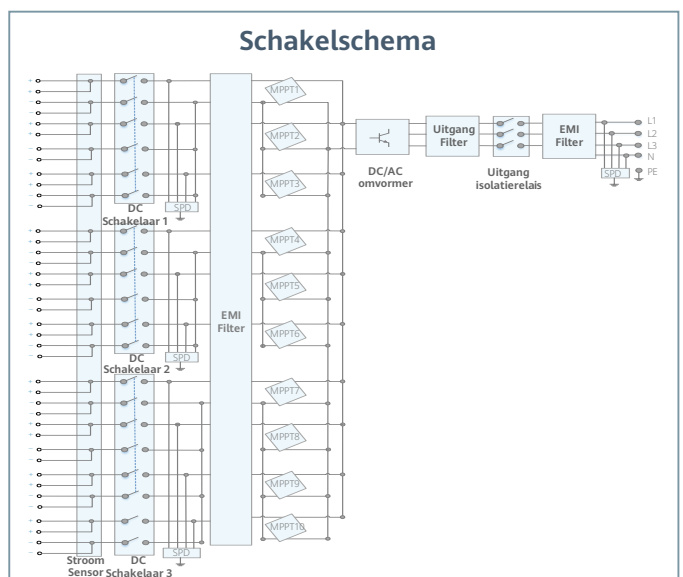 Schakelschema
MPPT1
MPPT2
MPPT3
SPD
DC
Schakelaar 1
MPPT4
MPPT5
MPPT6
SPD
DC
Schakelaar 2
MPPT7
MPPT8
MPPT9
MPPT10
SPD
Stroom
Sensor
DC
Schakelaar 3
EMI
Filter
DC/AC
omvormer
Uitgang
Filter
Uitgang
isolatierelais
EMI
Filter
L1
L2
L3
N
PE
SPD